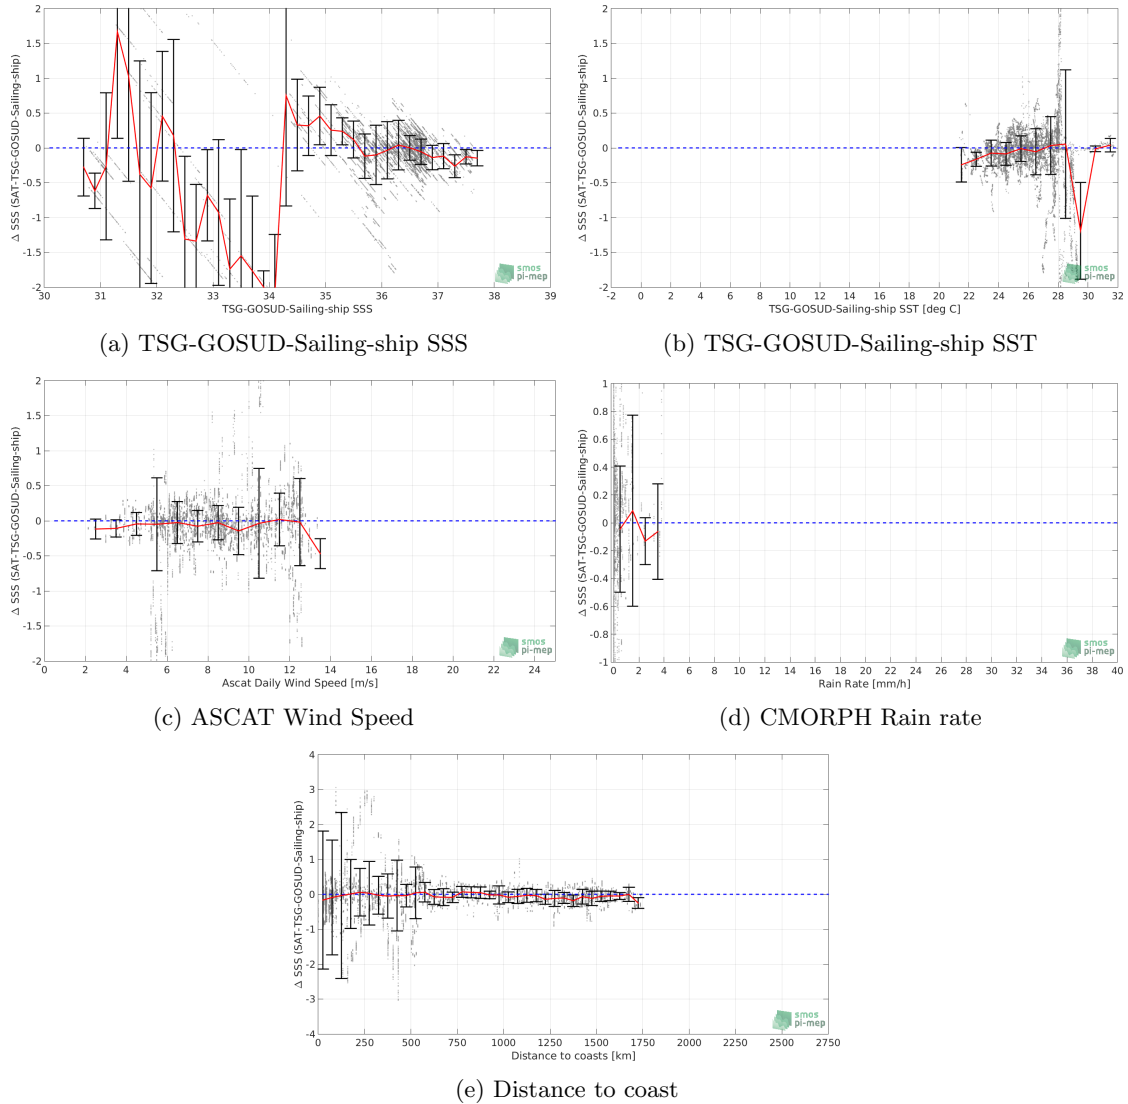 2
1.5
1
0.5
0
-0.5
-1
-1.5
-2
Δ SSS (SAT-TSG-GOSUD-Sailing-ship)
30 31 32 33 34 35 36 37 38 39
TSG-GOSUD-Sailing-ship SSS
smos
pi-mep
(a) TSG-GOSUD-Sailing-ship SSS
2
1.5
1
0.5
0
-0.5
-1
-1.5
-2
Δ SSS (SAT-TSG-GOSUD-Sailing-ship)
-2 0 2 4 6 8 10 12 14 16 18 20 22 24 26 28 30 32
TSG-GOSUD-Sailing-ship SST [deg C]
smos
pi-mep
(b) TSG-GOSUD-Sailing-ship SST
2
1.5
1
0.5
0
-0.5
-1
-1.5
-2
Δ SSS (SAT-TSG-GOSUD-Sailing-ship)
0 2 4 6 8 10 12 14 16 18 20 22 24
Ascat Daily Wind Speed [m/s]
smos
pi-mep
(c) ASCAT Wind Speed
1
0.8
0.6
0.4
0.2
0
-0.2
-0.4
-0.6
-0.8
-1
Δ SSS (SAT-TSG-GOSUD-Sailing-ship)
0 2 4 6 8 10 12 14 16 18 20 22 24 26 28 30 32 34 36 38 40
Rain Rate [mm/h]
smos
pi-mep
(d) CMORPH Rain rate
4
3
2
1
0
-1
-2
-3
-4
Δ SSS (SAT-TSG-GOSUD-Sailing-ship)
0 250 500 750 1000 1250 1500 1750 2000 2250 2500 2750
Distance to coasts [km]
smos
pi-mep
(e) Distance to coast